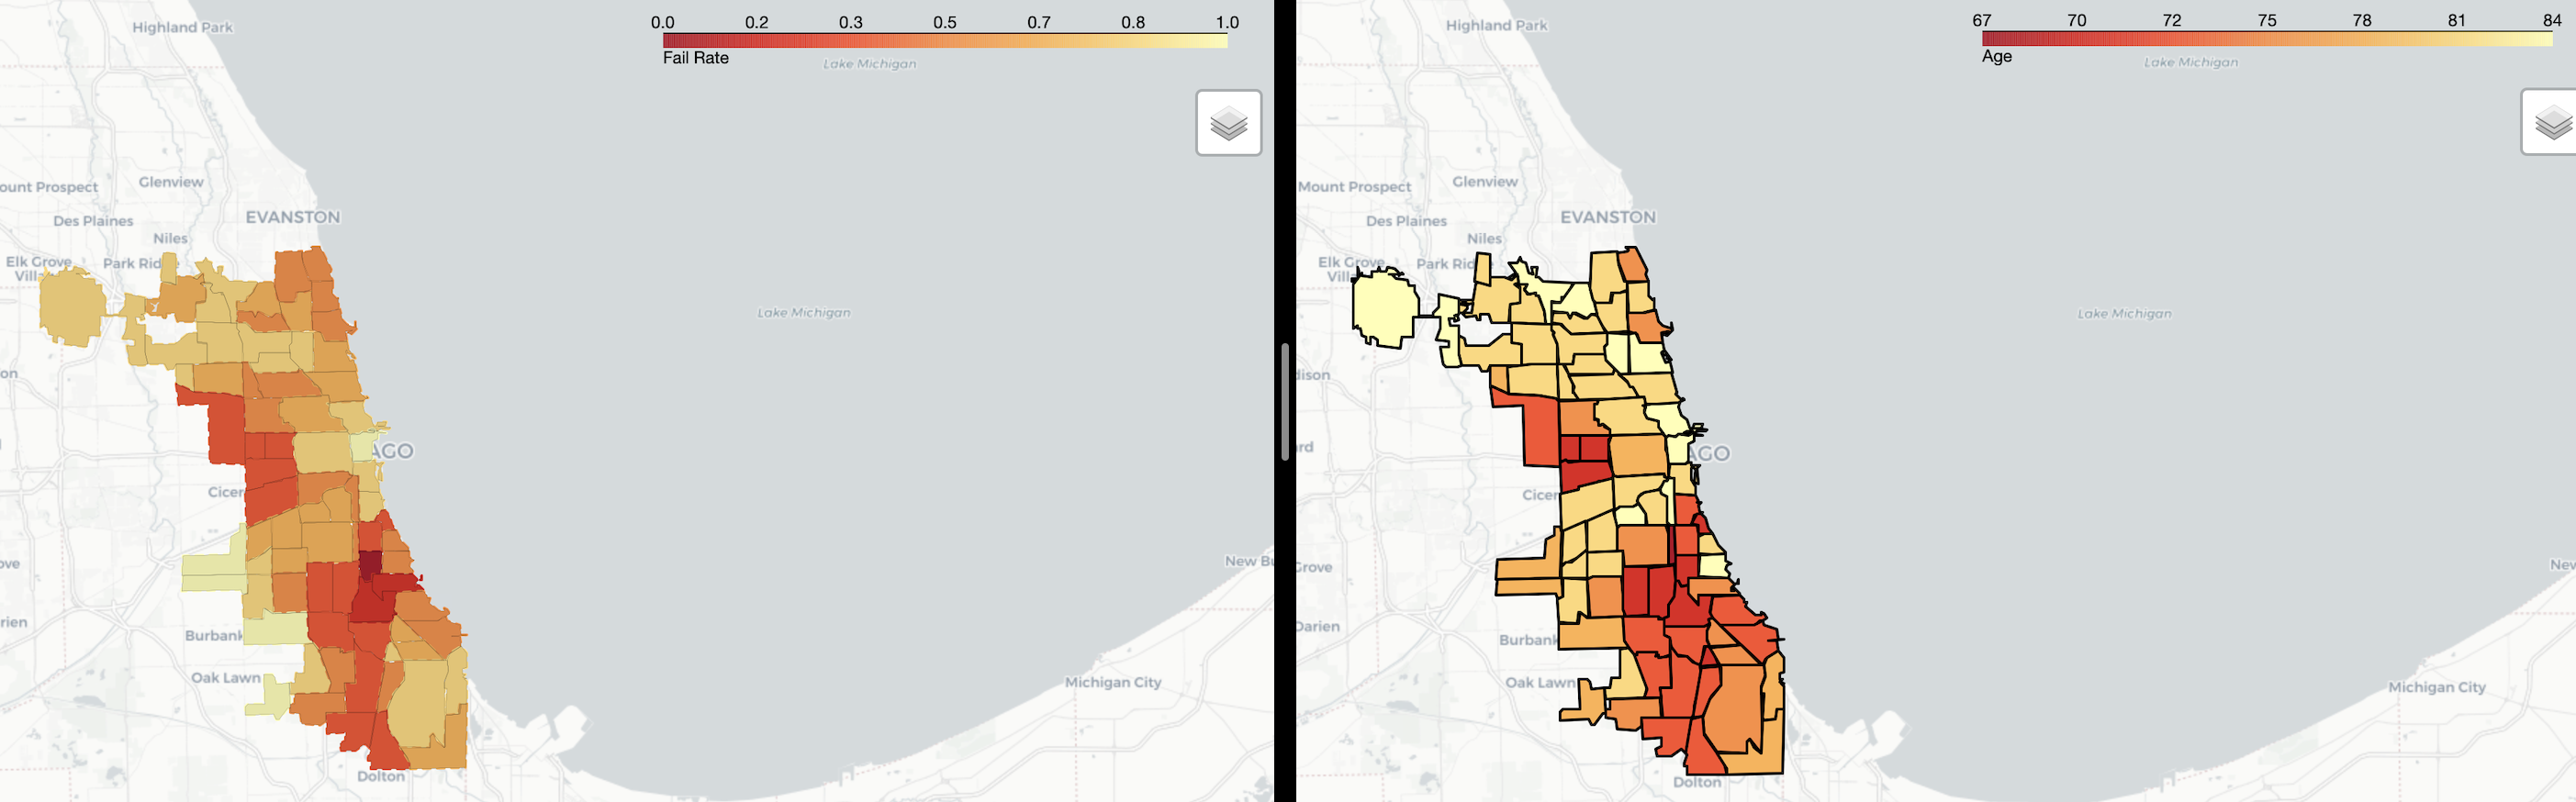 Highland Park
0.0 0.2 0.3 0.5 0.7 0.8 1.0
Fail Rate
Lake Michigan
ount Prospect
Glenview
Des Plaines
EVANSTON
Niles
Elk Grove
Park Rid
Villa
Lake Michigan
on
AGO
Cicer
ove
New Bu
rien
Burbank
Oak Lawn
Michigan City
Dolton
Highland Park
67 70 72 75 78 81 84
Age
Lake Michigan
Mount Prospect
Glenview
Des Plaines
EVANSTON
Niles
Elk Grove
Park Rid
Villa
Lake Michigan
dison
ard
AGO
Cicer
Grove
New
Darien
Burbank
Oak Lawn
Michigan City
Dolton